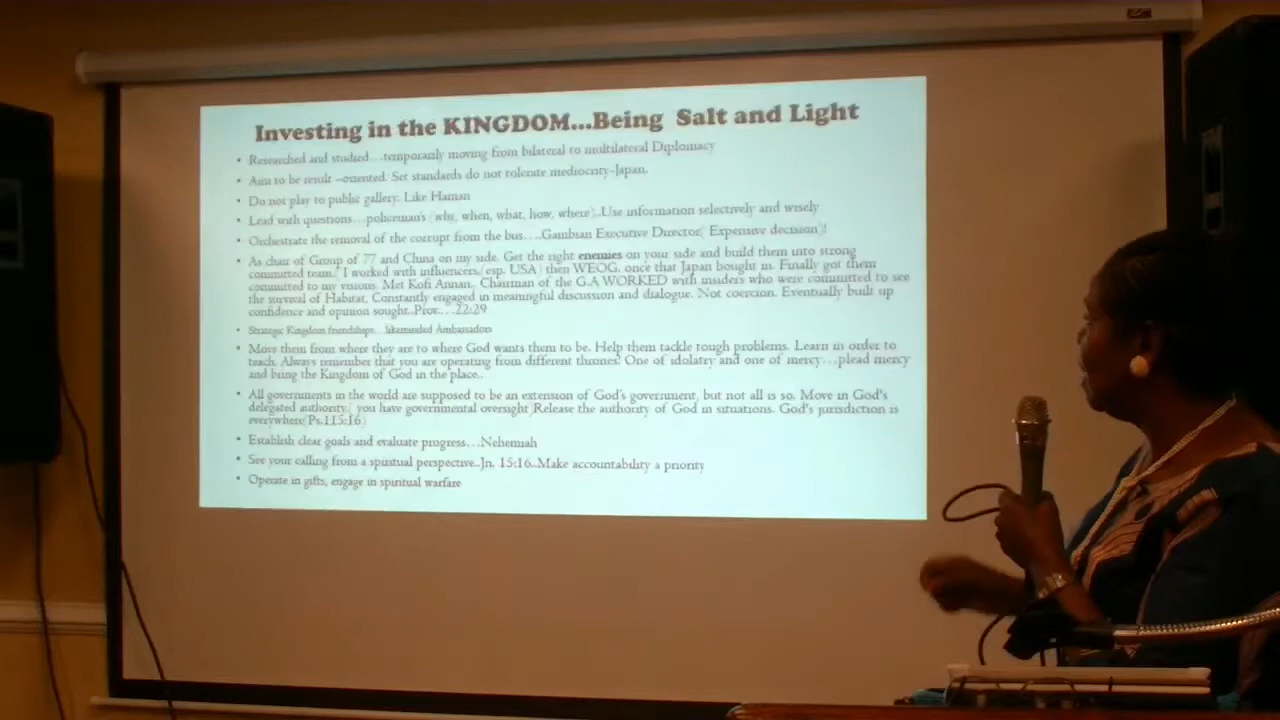 Investing in the KINGDOM...Being Salt and Light
• Researched and studied...temporarily moving from bilateral to multilateral Diplomacy
• Aim to be result –oriented. Set standards do not tolerate mediocrity-Japan.
• Do not play to public gallery. Like Haman
• Lead with questions...policeman's (why, when, what, how, where)..Use information selectively and wisely
• Orchestrate the removal of the corrupt from the bus....Gambian Executive Director( Expensive decision)!
• As chair of Group of 77 and China on my side. Get the right enemies on your side and build them into strong
committed team." I worked with influencers,(esp. USA) then WEOG, once that Japan bought in. Finally got them
committed to my visions. Met Kofi Annan, Chairman of the G.A WORKED with insiders who were committed to see
the survival of Habitat. Constantly engaged in meaningful discussion and dialogue. Not coercion. Eventually built up
confidence and opinion sought..Prov....22:29
• Strategic Kingdom friendships....likeminded Ambassadors
• Move them from where they are to where God wants them to be. Help them tackle tough problems. Learn in order to
teach. Always remember that you are operating from different thrones! One of idolatry and one of mercy...plead mercy
and bring the Kingdom of God in the place..
• All governments in the world are supposed to be an extension of God's government, but not all is so. Move in God's
delegated authority.( you have governmental oversight)Release the authority of God in situations. God's jurisdiction is
everywhere(Ps.115:16)
• Establish clear goals and evaluate progress...Nehemiah
• See your calling from a spiritual perspective..Jn. 15:16..Make accountability a priority
• Operate in gifts, engage in spiritual warfare